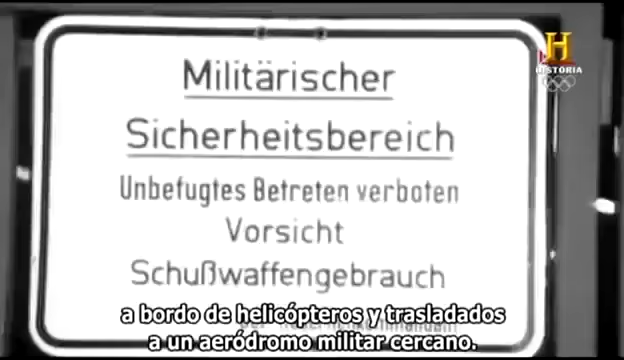 Militärischer
Sicherheitsbereich
Unbefugtes Betreten verboten
Vorsicht
Schußwaffengebrauch
H
HISTORIA
a bordo de helicópteros y trasladados
a un aeródromo militar cercano.